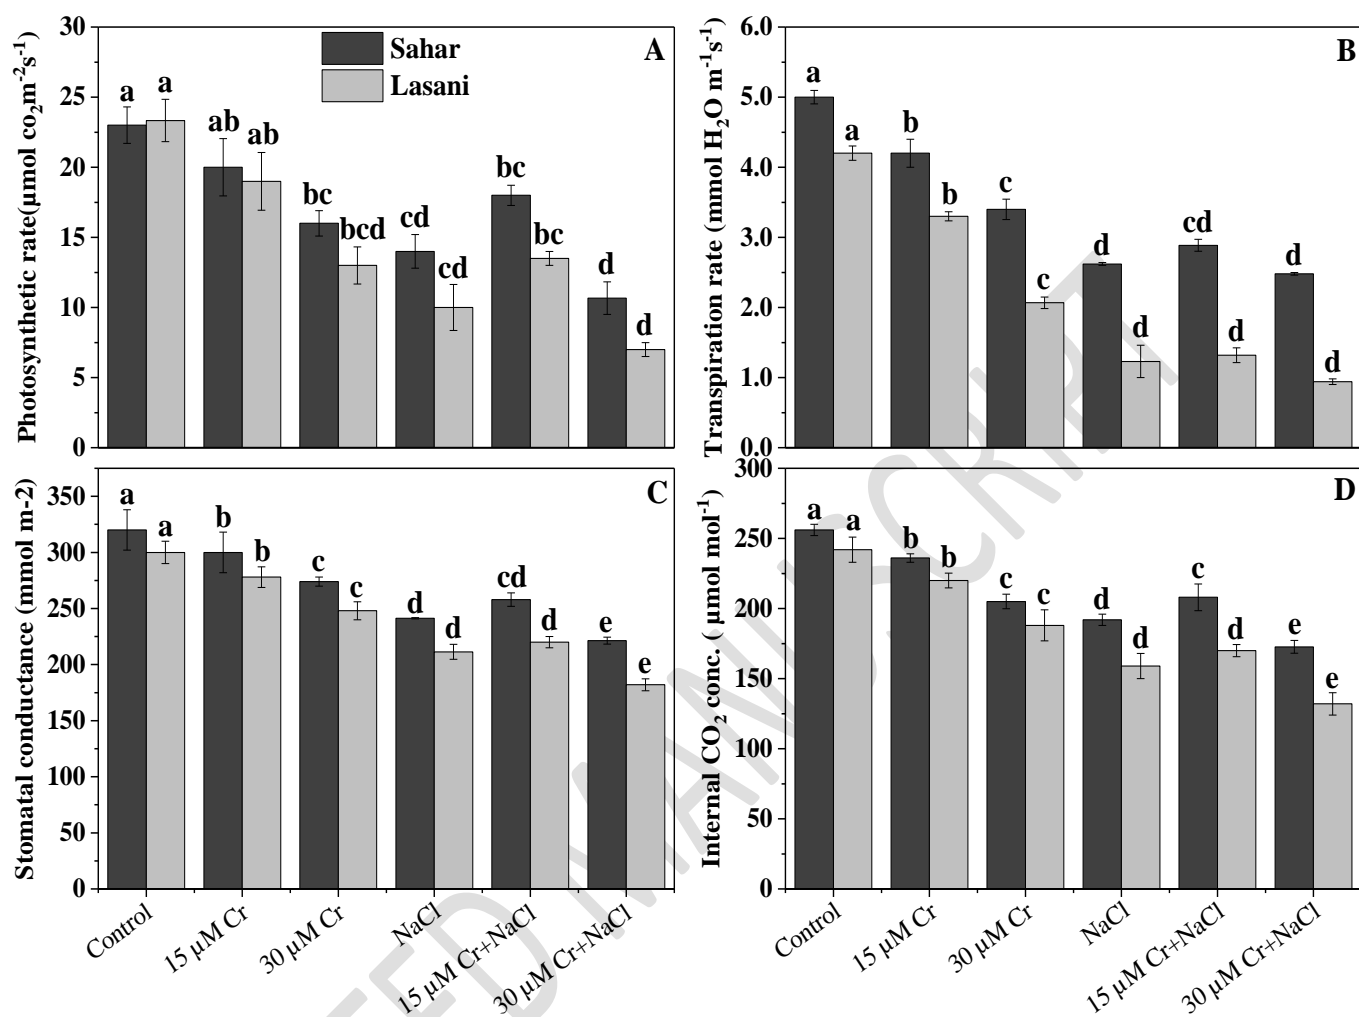 Photosynthetic rate(μmol co₂m⁻²s⁻¹)
30
25
20
15
10
5
0
Sahar
Lasani
A
a a ab ab bc bcd cd cd bc bc d d
Transpiration rate (mmol H₂O m⁻¹s⁻¹)
6.0
5.0
4.0
3.0
2.0
1.0
0.0
B
a a b b c c d d cd d d d
Stomatal conductance (mmol m-2)
350
300
250
200
150
100
50
0
C
a a b b c c d d cd d e e
Control
15 μM Cr
30 μM Cr
NaCl
15 μM Cr+NaCl
30 μM Cr+NaCl
Internal CO₂ conc. ( μmol mol⁻¹)
300
250
200
150
100
50
0
D
a a b b c c d d c d e e
Control
15 μM Cr
30 μM Cr
NaCl
15 μM Cr+NaCl
30 μM Cr+NaCl
TED MANUSCRIPT